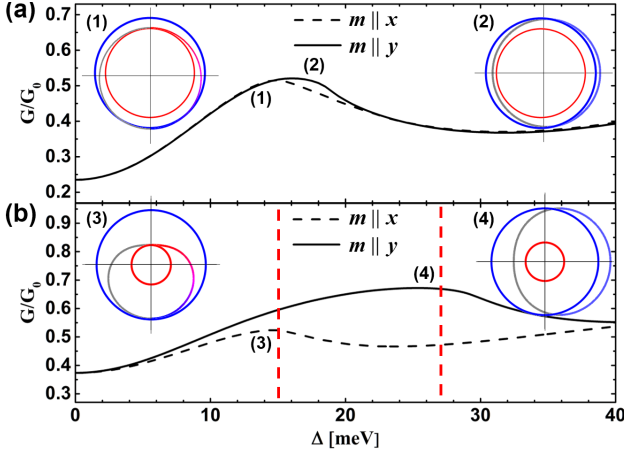 (a)
0.7
0.6
0.5
0.4
0.3
0.2
G/G₀
(1)
m || x
m || y
(2)
(1)
(2)
(b)
0.9
0.8
0.7
0.6
0.5
0.4
0.3
G/G₀
(3)
m || x
m || y
(4)
(3)
(4)
0 10 20 30 40
Δ [meV]